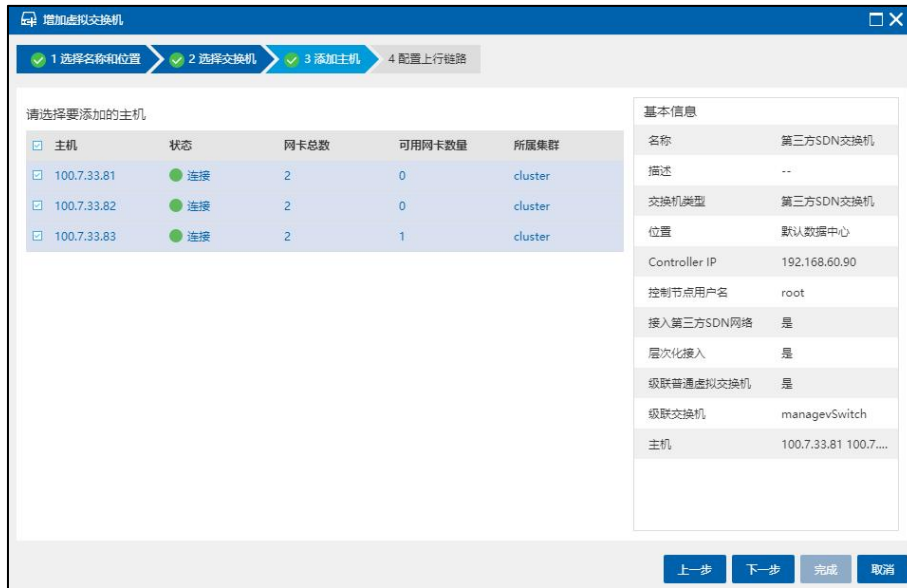 增加虚拟交换机
1 选择名称和位置 2 选择交换机 3 添加主机 4 配置上行链路
请选择要添加的主机
主机 状态 网卡总数 可用网卡数量 所属集群
100.7.33.81 连接 2 0 cluster
100.7.33.82 连接 2 0 cluster
100.7.33.83 连接 2 1 cluster
基本信息
名称 第三方SDN交换机
描述 --
交换机类型 第三方SDN交换机
位置 默认数据中心
Controller IP 192.168.60.90
控制节点用户名 root
接入第三方SDN网络 是
层次化接入 是
级联普通虚拟交换机 是
级联交换机 managevSwitch
主机 100.7.33.81 100.7....
上一步 下一步 完成 取消